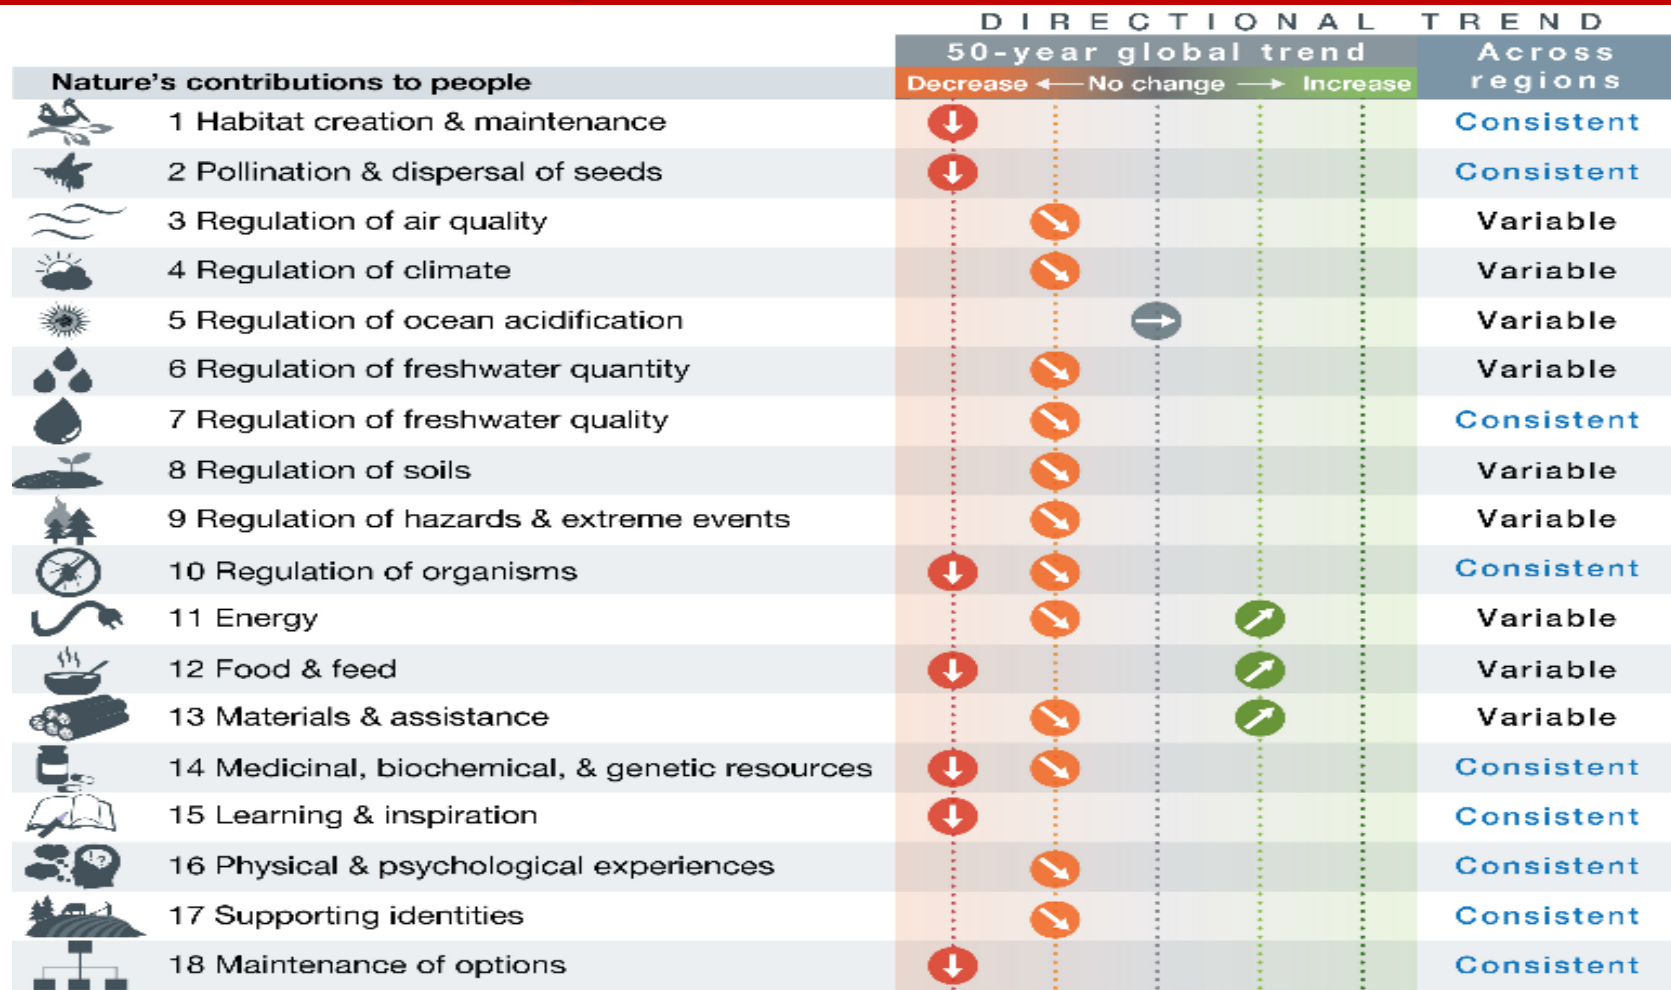 DIRECTIONAL TREND
50-year global trend Across regions
Nature's contributions to people Decrease ← No change → Increase
1 Habitat creation & maintenance Consistent
2 Pollination & dispersal of seeds Consistent
3 Regulation of air quality Variable
4 Regulation of climate Variable
5 Regulation of ocean acidification Variable
6 Regulation of freshwater quantity Variable
7 Regulation of freshwater quality Consistent
8 Regulation of soils Variable
9 Regulation of hazards & extreme events Variable
10 Regulation of organisms Consistent
11 Energy Variable
12 Food & feed Variable
13 Materials & assistance Variable
14 Medicinal, biochemical, & genetic resources Consistent
15 Learning & inspiration Consistent
16 Physical & psychological experiences Consistent
17 Supporting identities Consistent
18 Maintenance of options Consistent